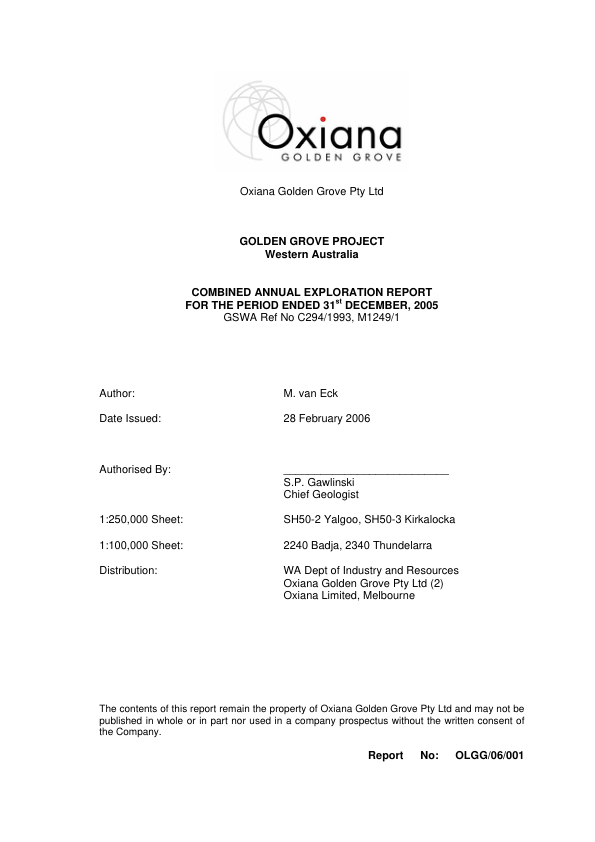 Oxiana
GOLDEN GROVE
Oxiana Golden Grove Pty Ltd
GOLDEN GROVE PROJECT
Western Australia
COMBINED ANNUAL EXPLORATION REPORT
FOR THE PERIOD ENDED 31st DECEMBER, 2005
GSWA Ref No C294/1993, M1249/1
Author: M. van Eck
Date Issued: 28 February 2006
Authorised By: ___________________________
S.P. Gawlinski
Chief Geologist
1:250,000 Sheet: SH50-2 Yalgoo, SH50-3 Kirkalocka
1:100,000 Sheet: 2240 Badja, 2340 Thundelarra
Distribution: WA Dept of Industry and Resources
Oxiana Golden Grove Pty Ltd (2)
Oxiana Limited, Melbourne
The contents of this report remain the property of Oxiana Golden Grove Pty Ltd and may not be
published in whole or in part nor used in a company prospectus without the written consent of
the Company.
Report No: OLGG/06/001